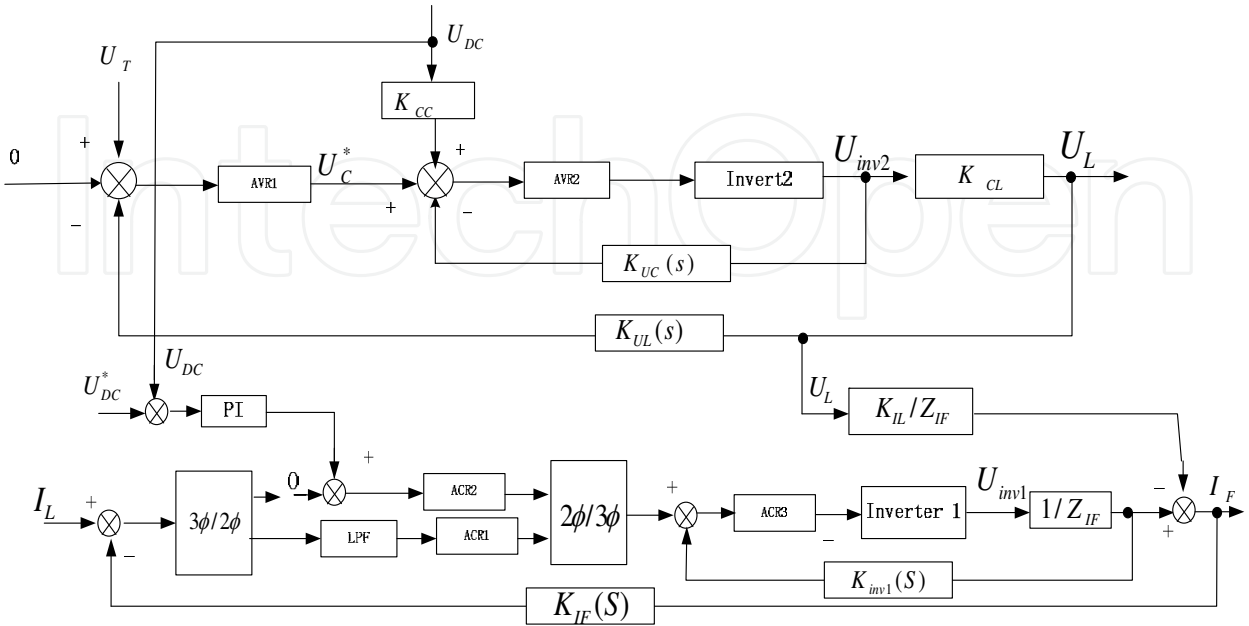 U_DC
U_T
K_CC
+
+
0
U_C^*
U_inv2
U_L
AVR1
AVR2
Invert2
K_CL
+
−
−
K_UC(s)
K_UL(s)
U_DC
U_DC^*
PI
U_L
K_IL/Z_IF
+
0
I_L
+
3ϕ/2ϕ
ACR2
2ϕ/3ϕ
+
U_inv1
−
I_F
ACR3
Inverter 1
1/Z_IF
LPF
ACR1
−
−
+
K_inv1(S)
K_IF(S)
IntechOpen